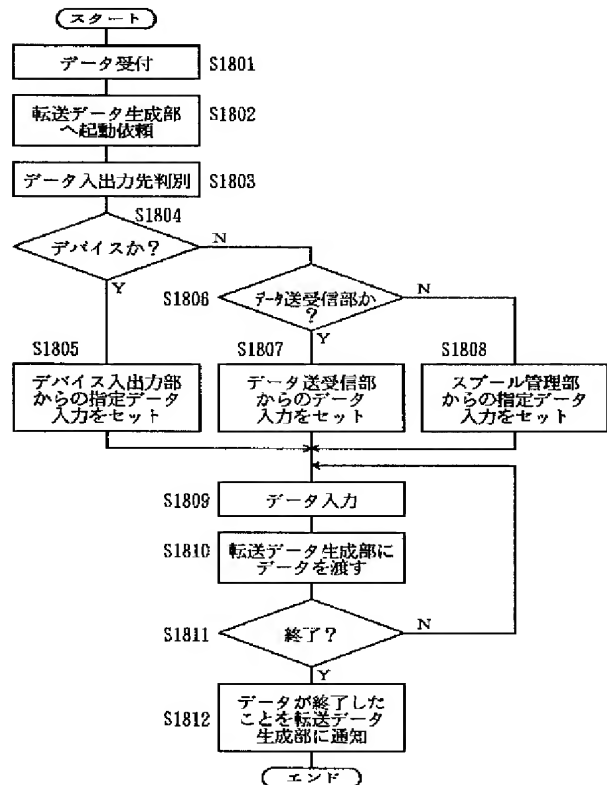 スタート
データ受付
S1801
転送データ生成部
へ起動依頼
S1802
データ入出力先判別
S1803
S1804
デバイスか？
N
Y
S1806
データ送受信部か
？
N
Y
S1805
デバイス入出力部
からの指定データ
入力をセット
S1807
データ送受信部
からのデータ
入力をセット
S1808
スプール管理部
からの指定データ
入力をセット
S1809
データ入力
S1810
転送データ生成部に
データを渡す
S1811
終了？
N
Y
S1812
データが終了した
ことを転送データ
生成部に通知
エンド